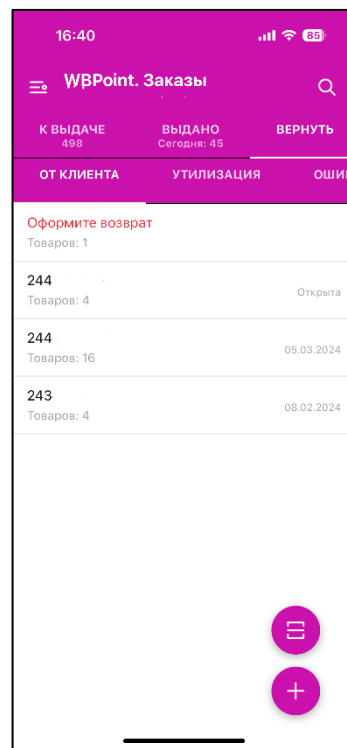 16:40
85
WBPoint. Заказы
К ВЫДАЧЕ
498
ВЫДАНО
Сегодня: 45
ВЕРНУТЬ
ОТ КЛИЕНТА
УТИЛИЗАЦИЯ
ОШИ
Оформите возврат
Товаров: 1
244
Товаров: 4
Открыта
244
Товаров: 16
05.03.2024
243
Товаров: 4
08.02.2024